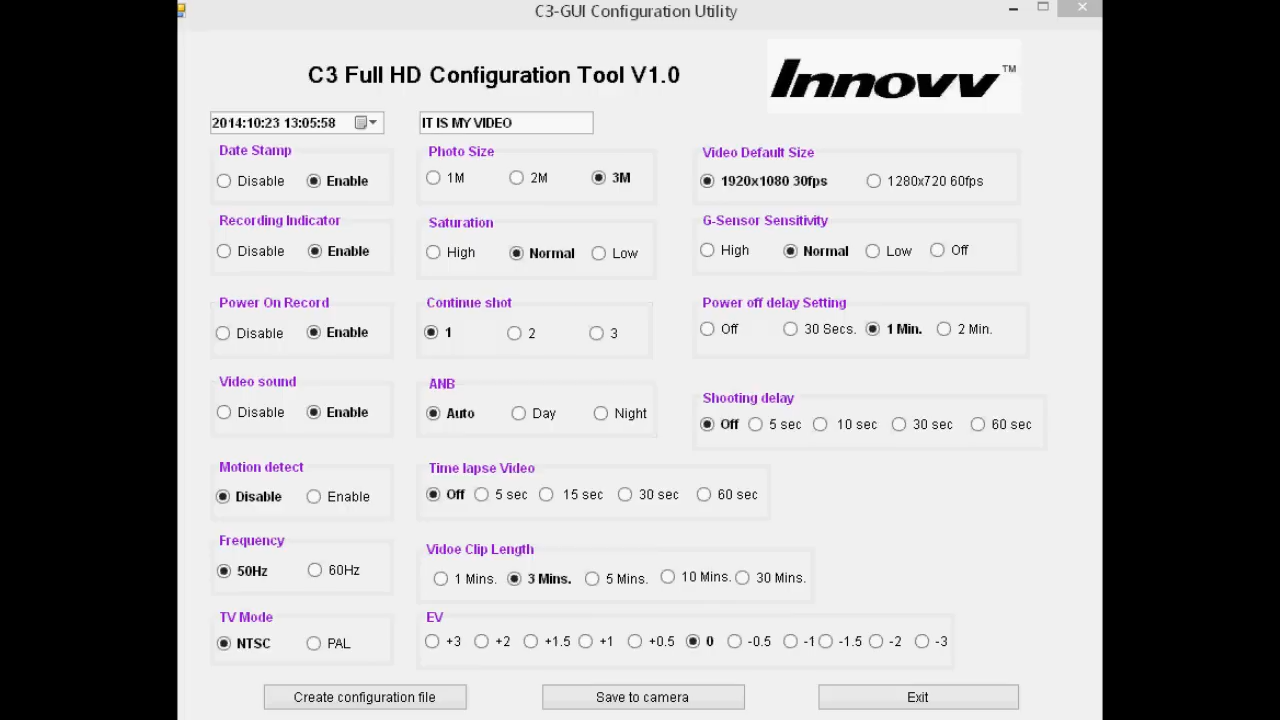 C3-GUI Configuration Utility
C3 Full HD Configuration Tool V1.0
Innovv™
2014:10:23 13:05:58
IT IS MY VIDEO
Date Stamp
Disable Enable
Photo Size
1M 2M 3M
Video Default Size
1920x1080 30fps 1280x720 60fps
Recording Indicator
Disable Enable
Saturation
High Normal Low
G-Sensor Sensitivity
High Normal Low Off
Power On Record
Disable Enable
Continue shot
1 2 3
Power off delay Setting
Off 30 Secs. 1 Min. 2 Min.
Video sound
Disable Enable
ANB
Auto Day Night
Shooting delay
Off 5 sec 10 sec 30 sec 60 sec
Motion detect
Disable Enable
Time lapse Video
Off 5 sec 15 sec 30 sec 60 sec
Frequency
50Hz 60Hz
Vidoe Clip Length
1 Mins. 3 Mins. 5 Mins. 10 Mins. 30 Mins.
TV Mode
NTSC PAL
EV
+3 +2 +1.5 +1 +0.5 0 -0.5 -1 -1.5 -2 -3
Create configuration file
Save to camera
Exit